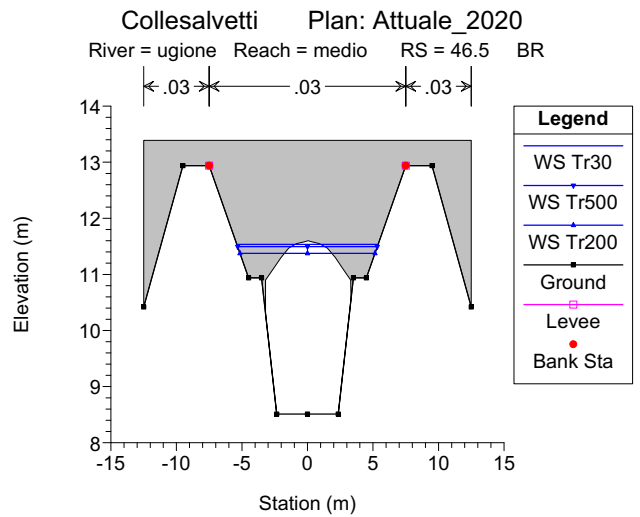 Collesalvetti Plan: Attuale_2020
River = ugione Reach = medio RS = 46.5 BR
.03 .03 .03
14
13
12
11
10
9
8
Elevation (m)
-15 -10 -5 0 5 10 15
Station (m)
Legend
WS Tr30
WS Tr500
WS Tr200
Ground
Levee
Bank Sta